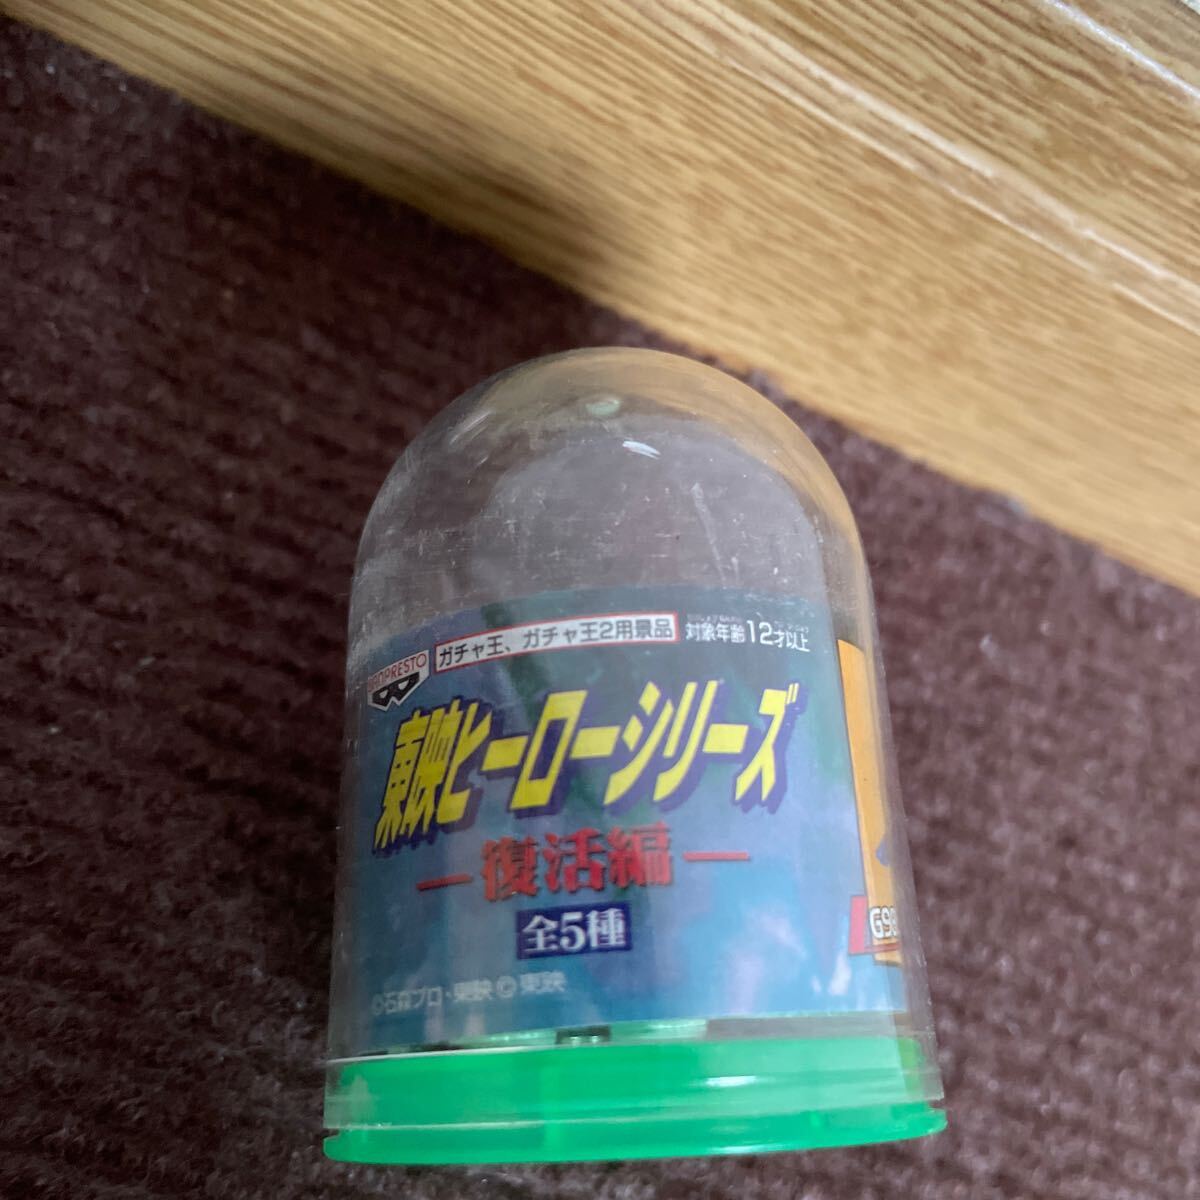 BANPRESTO
ガチャ王、ガチャ王2用景品
対象年齢12才以上
東映ヒーローシリーズ
―復活編―
全5種
©石森プロ・東映 ©東映